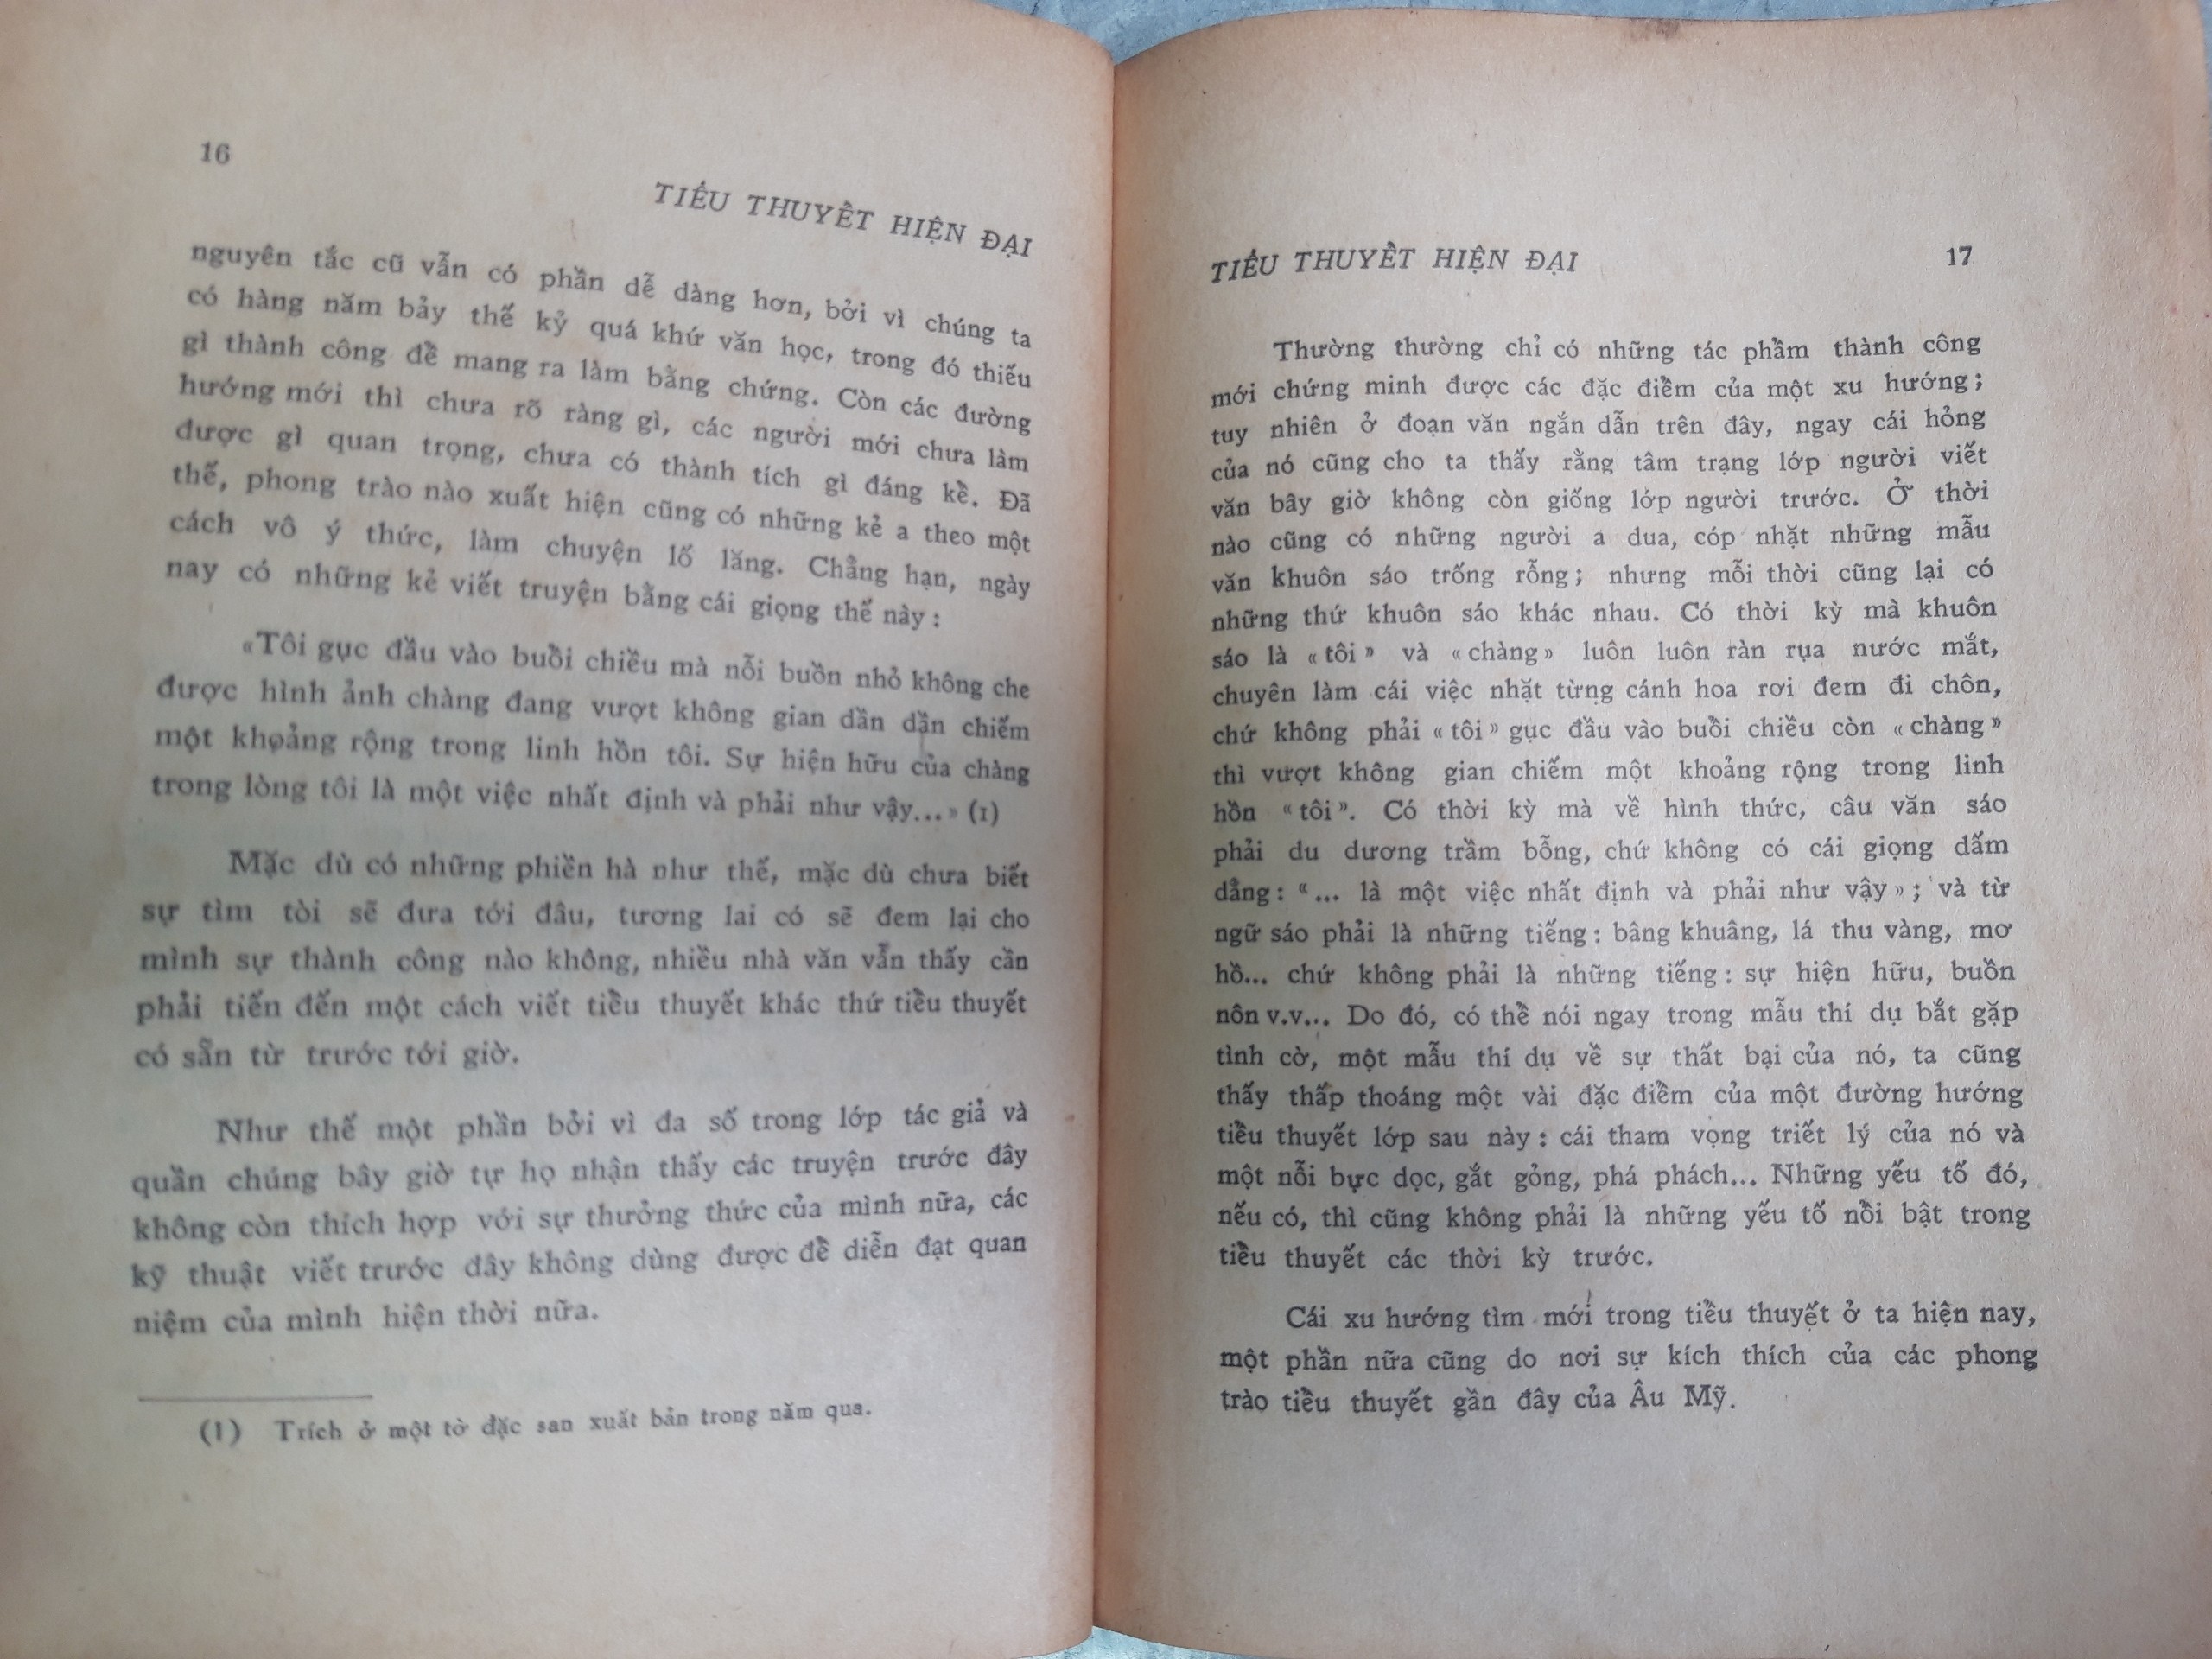 16
TIỂU THUYẾT HIỆN ĐẠI
nguyên tắc cũ vẫn có phần dễ dàng hơn, bởi vì chúng ta
có hàng năm bảy thế kỷ quá khứ văn học, trong đó thiếu
gì thành công để mang ra làm bằng chứng. Còn các đường
hướng mới thì chưa rõ ràng gì, các người mới chưa làm
được gì quan trọng, chưa có thành tích gì đáng kể. Đã
thế, phong trào nào xuất hiện cũng có những kẻ a theo một
cách vô ý thức, làm chuyện lố lăng. Chẳng hạn, ngày
nay có những kẻ viết truyện bằng cái giọng thế này :
«Tôi gục đầu vào buổi chiều mà nỗi buồn nhỏ không che
được hình ảnh chàng đang vượt không gian dần dần chiếm
một khoảng rộng trong linh hồn tôi. Sự hiện hữu của chàng
trong lòng tôi là một việc nhất định và phải như vậy...» (1)
Mặc dù có những phiền hà như thế, mặc dù chưa biết
sự tìm tòi sẽ đưa tới đâu, tương lai có sẽ đem lại cho
mình sự thành công nào không, nhiều nhà văn vẫn thấy cần
phải tiến đến một cách viết tiểu thuyết khác thứ tiểu thuyết
có sẵn từ trước tới giờ.
Như thế một phần bởi vì đa số trong lớp tác giả và
quần chúng bây giờ tự họ nhận thấy các truyện trước đây
không còn thích hợp với sự thưởng thức của mình nữa, các
kỹ thuật viết trước đây không dùng được để diễn đạt quan
niệm của mình hiện thời nữa.
(1) Trích ở một tờ đặc san xuất bản trong năm qua.
TIỂU THUYẾT HIỆN ĐẠI 17
Thường thường chỉ có những tác phẩm thành công
mới chứng minh được các đặc điểm của một xu hướng ;
tuy nhiên ở đoạn văn ngắn dẫn trên đây, ngay cái hỏng
của nó cũng cho ta thấy rằng tâm trạng lớp người viết
văn bây giờ không còn giống lớp người trước. Ở thời
nào cũng có những người a dua, cóp nhặt những mẫu
văn khuôn sáo trống rỗng ; nhưng mỗi thời cũng lại có
những thứ khuôn sáo khác nhau. Có thời kỳ mà khuôn
sáo là «tôi» và «chàng» luôn luôn ràn rụa nước mắt,
chuyên làm cái việc nhặt từng cánh hoa rơi đem đi chôn,
chứ không phải «tôi» gục đầu vào buổi chiều còn «chàng»
thì vượt không gian chiếm một khoảng rộng trong linh
hồn «tôi». Có thời kỳ mà về hình thức, câu văn sáo
phải du dương trầm bổng, chứ không có cái giọng dấm
dẳng : «... là một việc nhất định và phải như vậy» ; và từ
ngữ sáo phải là những tiếng : bâng khuâng, lá thu vàng, mơ
hồ... chứ không phải là những tiếng : sự hiện hữu, buồn
nôn v.v... Do đó, có thể nói ngay trong mẫu thí dụ bắt gặp
tình cờ, một mẫu thí dụ về sự thất bại của nó, ta cũng
thấy thấp thoáng một vài đặc điểm của một đường hướng
tiểu thuyết lớp sau này : cái tham vọng triết lý của nó và
một nỗi bực dọc, gắt gỏng, phá phách... Những yếu tố đó,
nếu có, thì cũng không phải là những yếu tố nổi bật trong
tiểu thuyết các thời kỳ trước.
Cái xu hướng tìm mới trong tiểu thuyết ở ta hiện nay,
một phần nữa cũng do nơi sự kích thích của các phong
trào tiểu thuyết gần đây của Âu Mỹ.